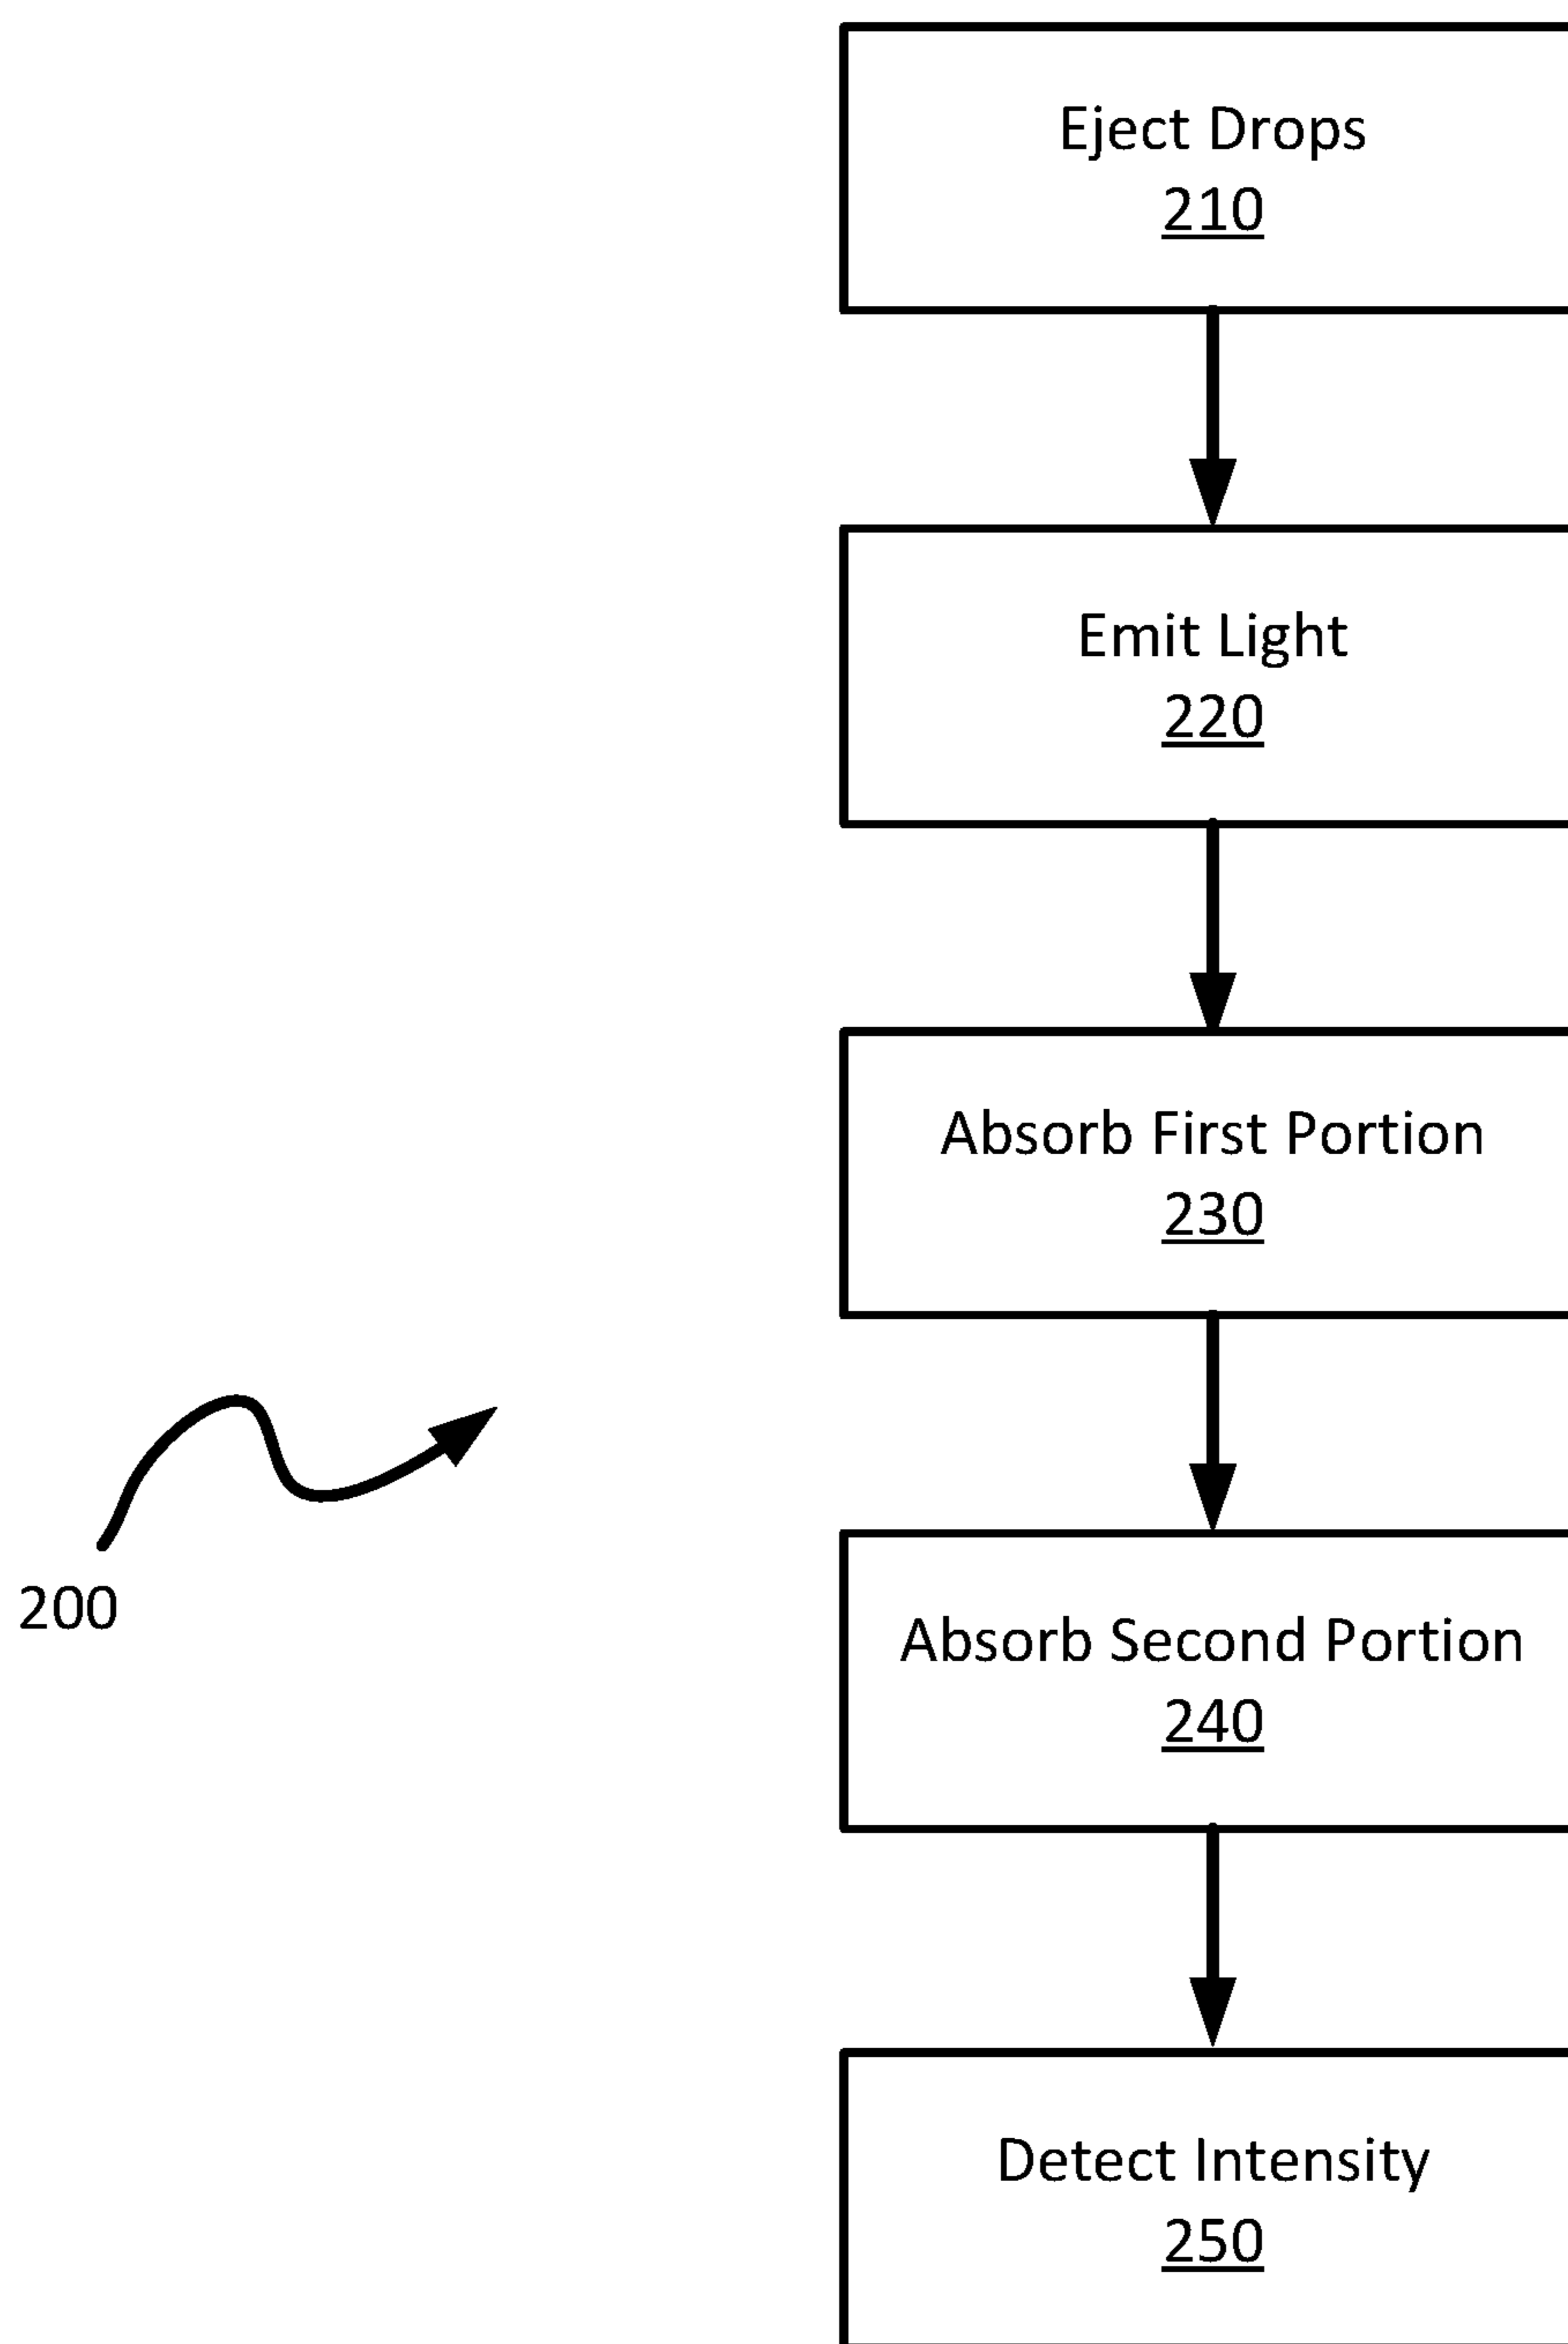 Eject Drops
210
Emit Light
220
Absorb First Portion
230
200
Absorb Second Portion
240
Detect Intensity
250